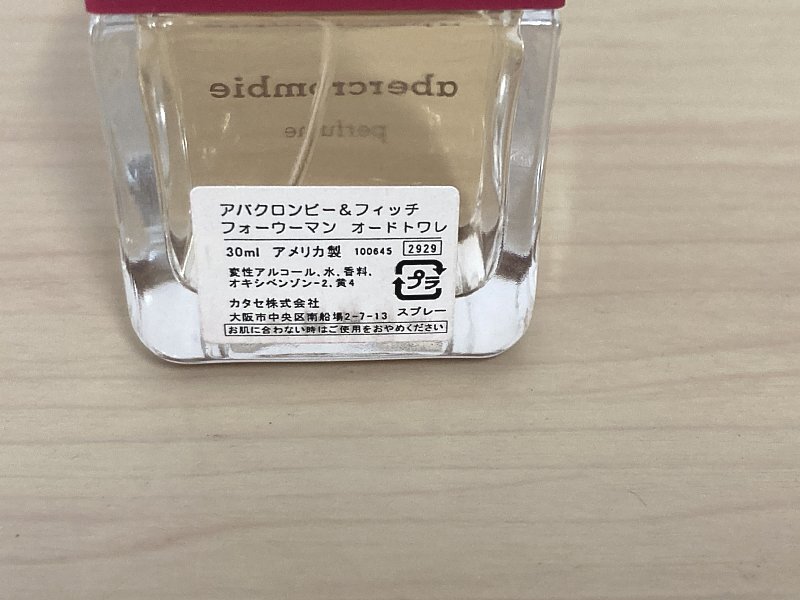 abercrombie
perfume
アバクロンビー&フィッチ
フォーウーマン オードトワレ
30ml アメリカ製 100645 2929
変性アルコール、水、香料、
オキシベンゾン-2、黄4
プラ
カタセ株式会社
大阪市中央区南船場2-7-13 スプレー
お肌に合わない時はご使用をおやめください